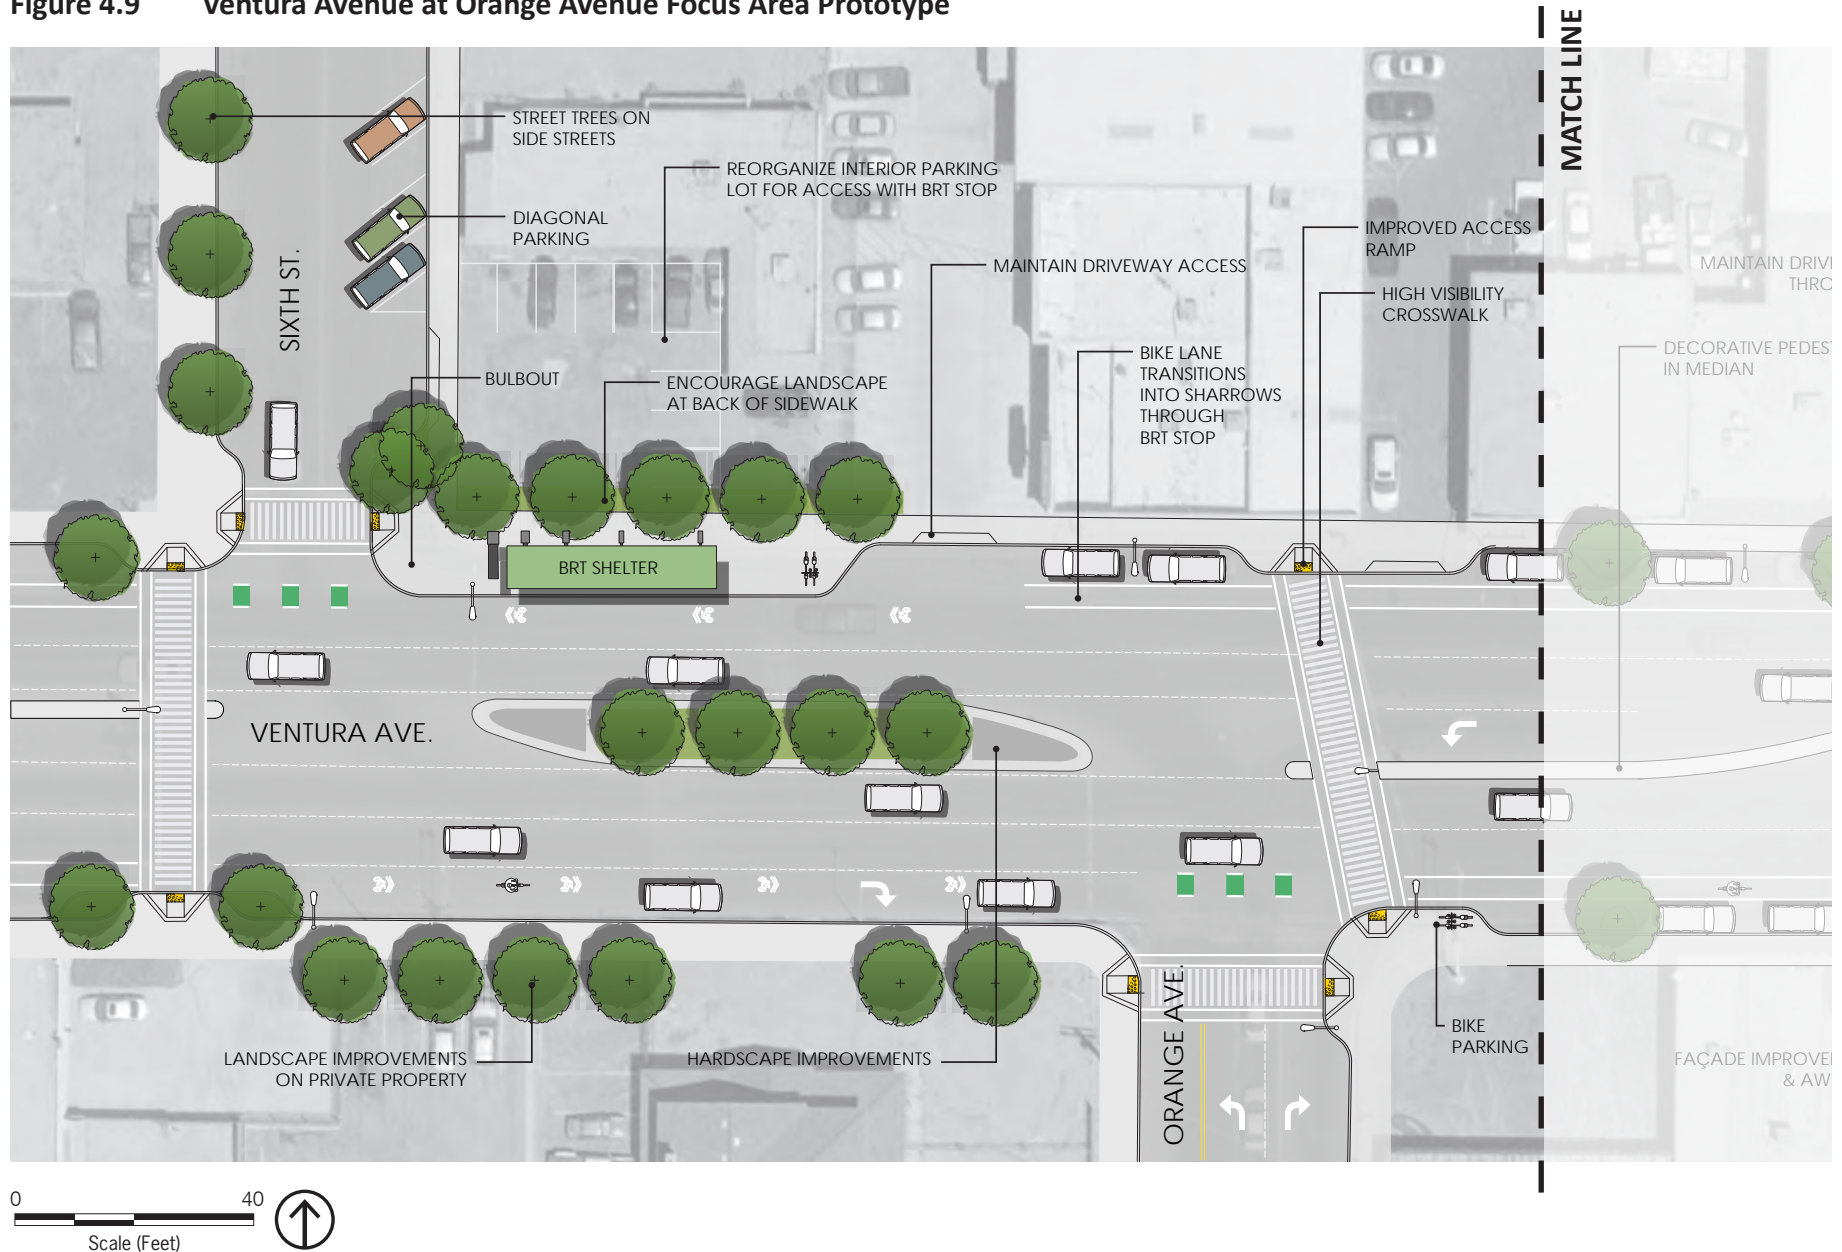 Figure 4.9 Ventura Avenue at Orange Avenue Focus Area Prototype
MATCH LINE
STREET TREES ON
SIDE STREETS
REORGANIZE INTERIOR PARKING
LOT FOR ACCESS WITH BRT STOP
DIAGONAL
PARKING
IMPROVED ACCESS
RAMP
MAINTAIN DRIVEWAY ACCESS
HIGH VISIBILITY
CROSSWALK
SIXTH ST.
BIKE LANE
TRANSITIONS
INTO SHARROWS
THROUGH
BRT STOP
BULBOUT
ENCOURAGE LANDSCAPE
AT BACK OF SIDEWALK
MAINTAIN DRIV
THRO
DECORATIVE PEDEST
IN MEDIAN
BRT SHELTER
VENTURA AVE.
LANDSCAPE IMPROVEMENTS
ON PRIVATE PROPERTY
HARDSCAPE IMPROVEMENTS
ORANGE AVE.
BIKE
PARKING
FAÇADE IMPROVE
& AW
0 40
Scale (Feet)